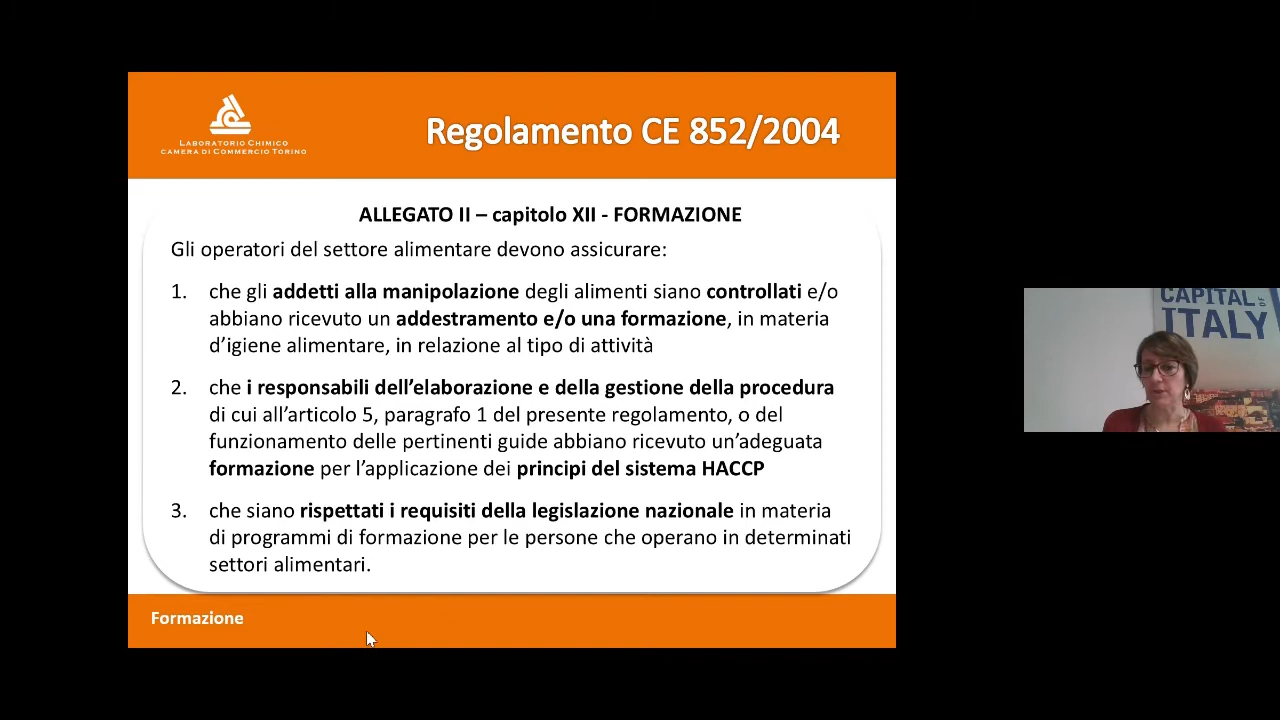 LABORATORIO CHIMICO
CAMERA DI COMMERCIO TORINO
Regolamento CE 852/2004
ALLEGATO II – capitolo XII - FORMAZIONE
Gli operatori del settore alimentare devono assicurare:
1. che gli addetti alla manipolazione degli alimenti siano controllati e/o
abbiano ricevuto un addestramento e/o una formazione, in materia
d’igiene alimentare, in relazione al tipo di attività
2. che i responsabili dell’elaborazione e della gestione della procedura
di cui all’articolo 5, paragrafo 1 del presente regolamento, o del
funzionamento delle pertinenti guide abbiano ricevuto un’adeguata
formazione per l’applicazione dei principi del sistema HACCP
3. che siano rispettati i requisiti della legislazione nazionale in materia
di programmi di formazione per le persone che operano in determinati
settori alimentari.
Formazione
CAPITAL OF
ITALY